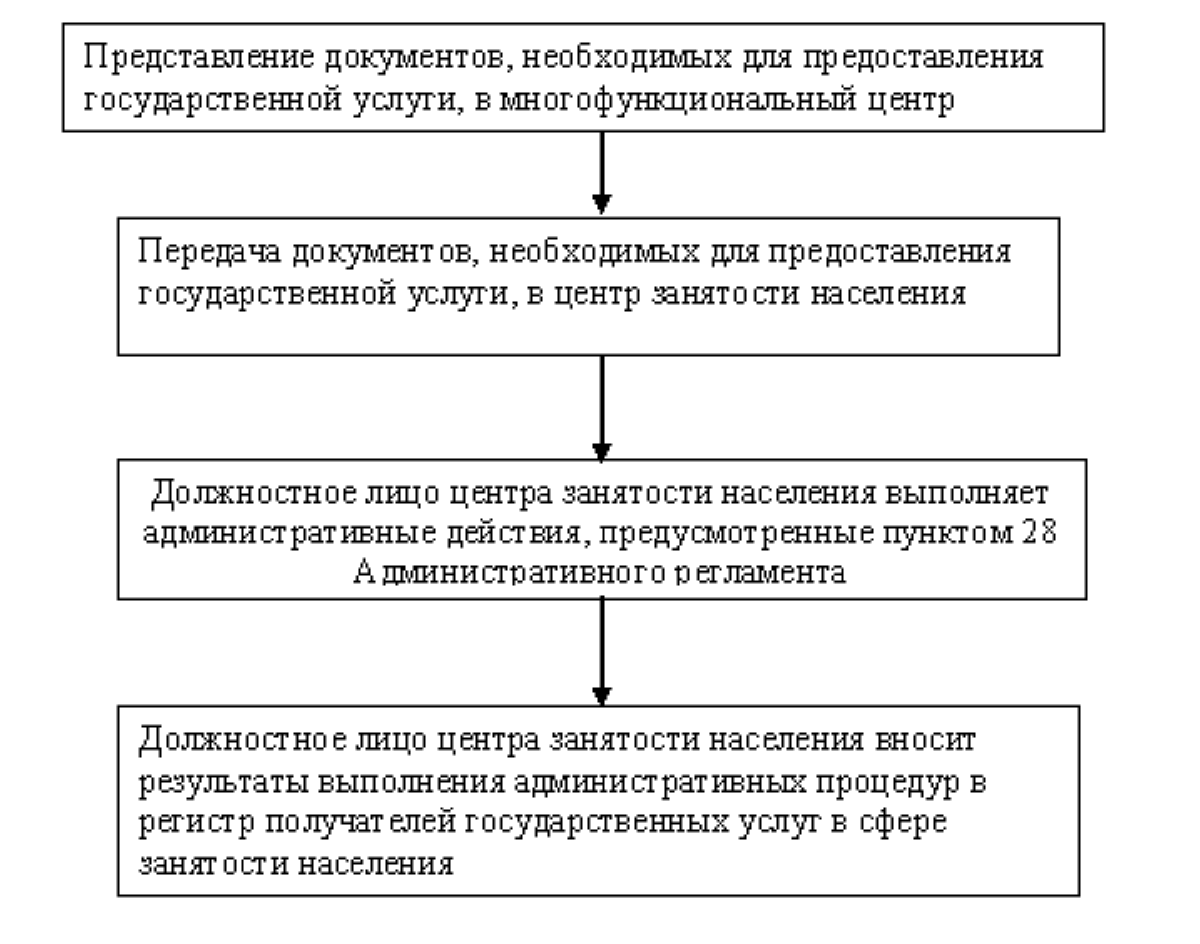 Представление документов, необходимых для предоставления
государственной услуги, в многофункциональный центр
Передача документов, необходимых для предоставления
государственной услуги, в центр занятости населения
Должностное лицо центра занятости населения выполняет
административные действия, предусмотренные пунктом 28
Административного регламента
Должностное лицо центра занятости населения вносит
результаты выполнения административных процедур в
регистр получателей государственных услуг в сфере
занятости населения